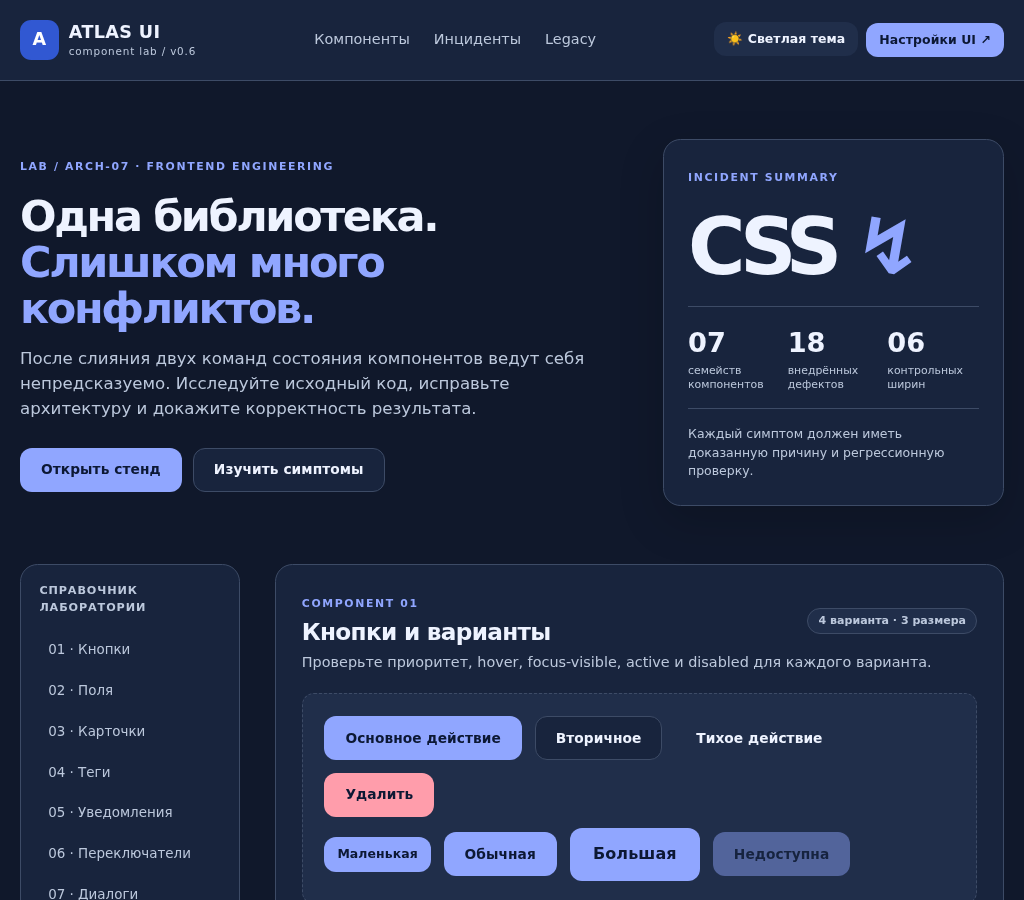 A
ATLAS UI
component lab / v0.6
Компоненты
Инциденты
Legacy
☀️ Светлая тема
Настройки UI ↗
LAB / ARCH-07 · FRONTEND ENGINEERING
Одна библиотека.
Слишком много
конфликтов.
После слияния двух команд состояния компонентов ведут себя
непредсказуемо. Исследуйте исходный код, исправьте
архитектуру и докажите корректность результата.
Открыть стенд
Изучить симптомы
INCIDENT SUMMARY
CSS ↯
07
семейств
компонентов
18
внедрённых
дефектов
06
контрольных
ширин
Каждый симптом должен иметь
доказанную причину и регрессионную
проверку.
СПРАВОЧНИК
ЛАБОРАТОРИИ
01 · Кнопки
02 · Поля
03 · Карточки
04 · Теги
05 · Уведомления
06 · Переключатели
07 · Диалоги
COMPONENT 01
Кнопки и варианты
4 варианта · 3 размера
Проверьте приоритет, hover, focus-visible, active и disabled для каждого варианта.
Основное действие
Вторичное
Тихое действие
Удалить
Маленькая
Обычная
Большая
Недоступна